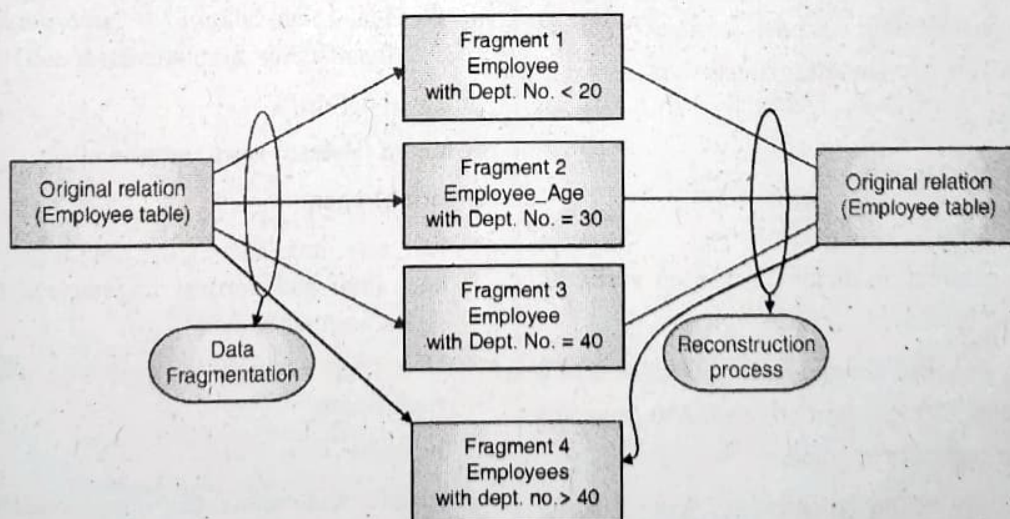 Fragment 1
Employee
with Dept. No. < 20
Original relation
(Employee table)
Fragment 2
Employee_Age
with Dept. No. = 30
Original relation
(Employee table)
Fragment 3
Employee
with Dept. No. = 40
Data
Fragmentation
Reconstruction
process
Fragment 4
Employees
with dept. no.> 40